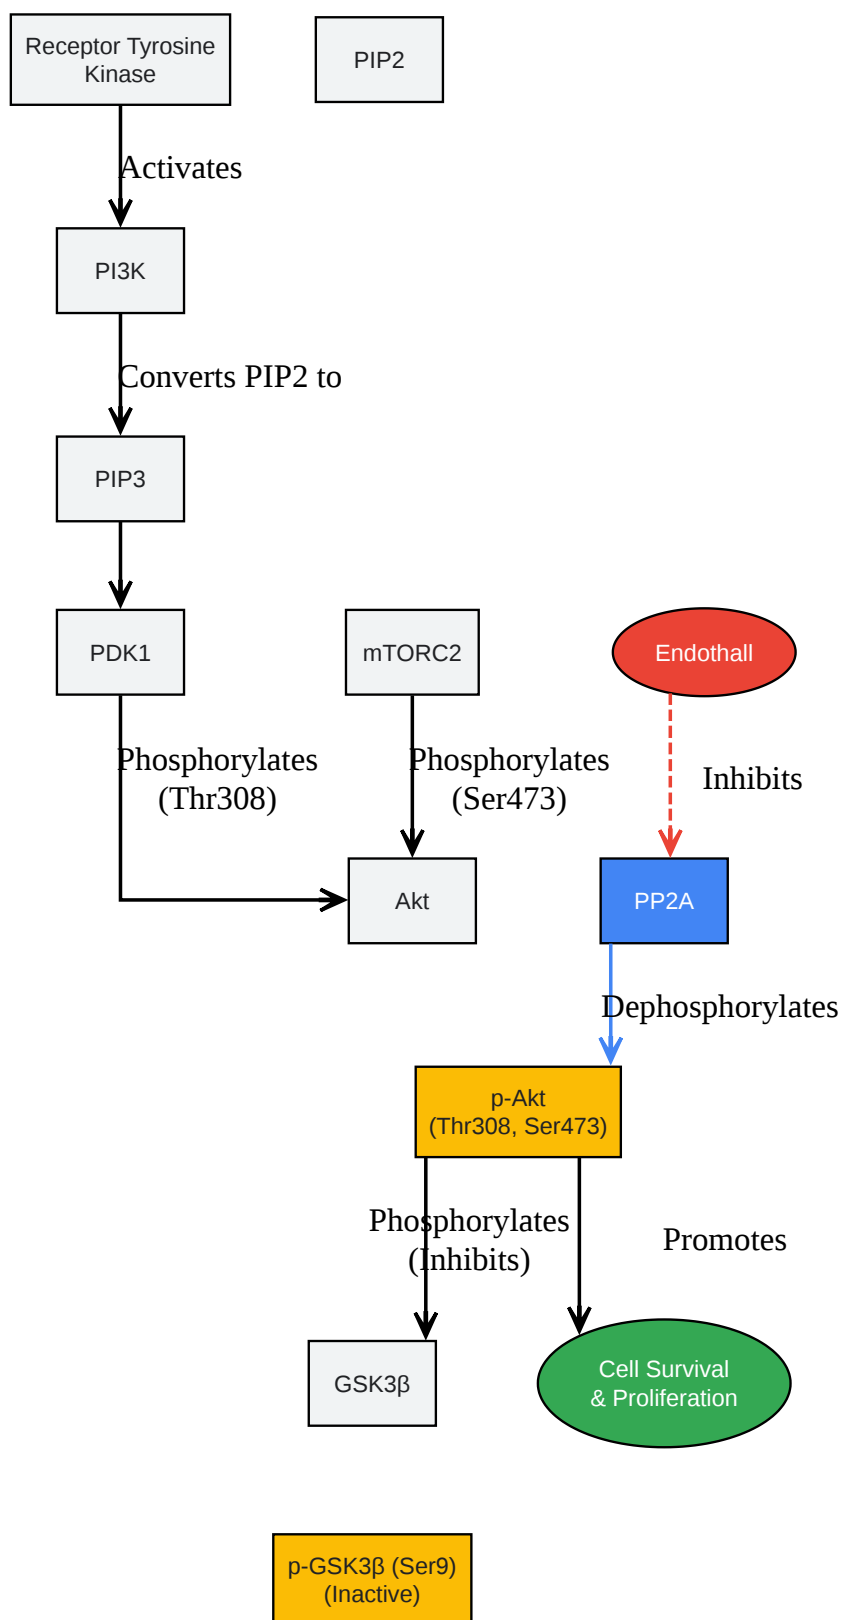 Receptor Tyrosine
Kinase
PIP2
Activates
PI3K
Converts PIP2 to
PIP3
PDK1
mTORC2
Endothall
Phosphorylates
(Thr308)
Phosphorylates
(Ser473)
Inhibits
Akt
PP2A
Dephosphorylates
p-Akt
(Thr308, Ser473)
Phosphorylates
(Inhibits)
Promotes
GSK3β
Cell Survival
& Proliferation
p-GSK3β (Ser9)
(Inactive)